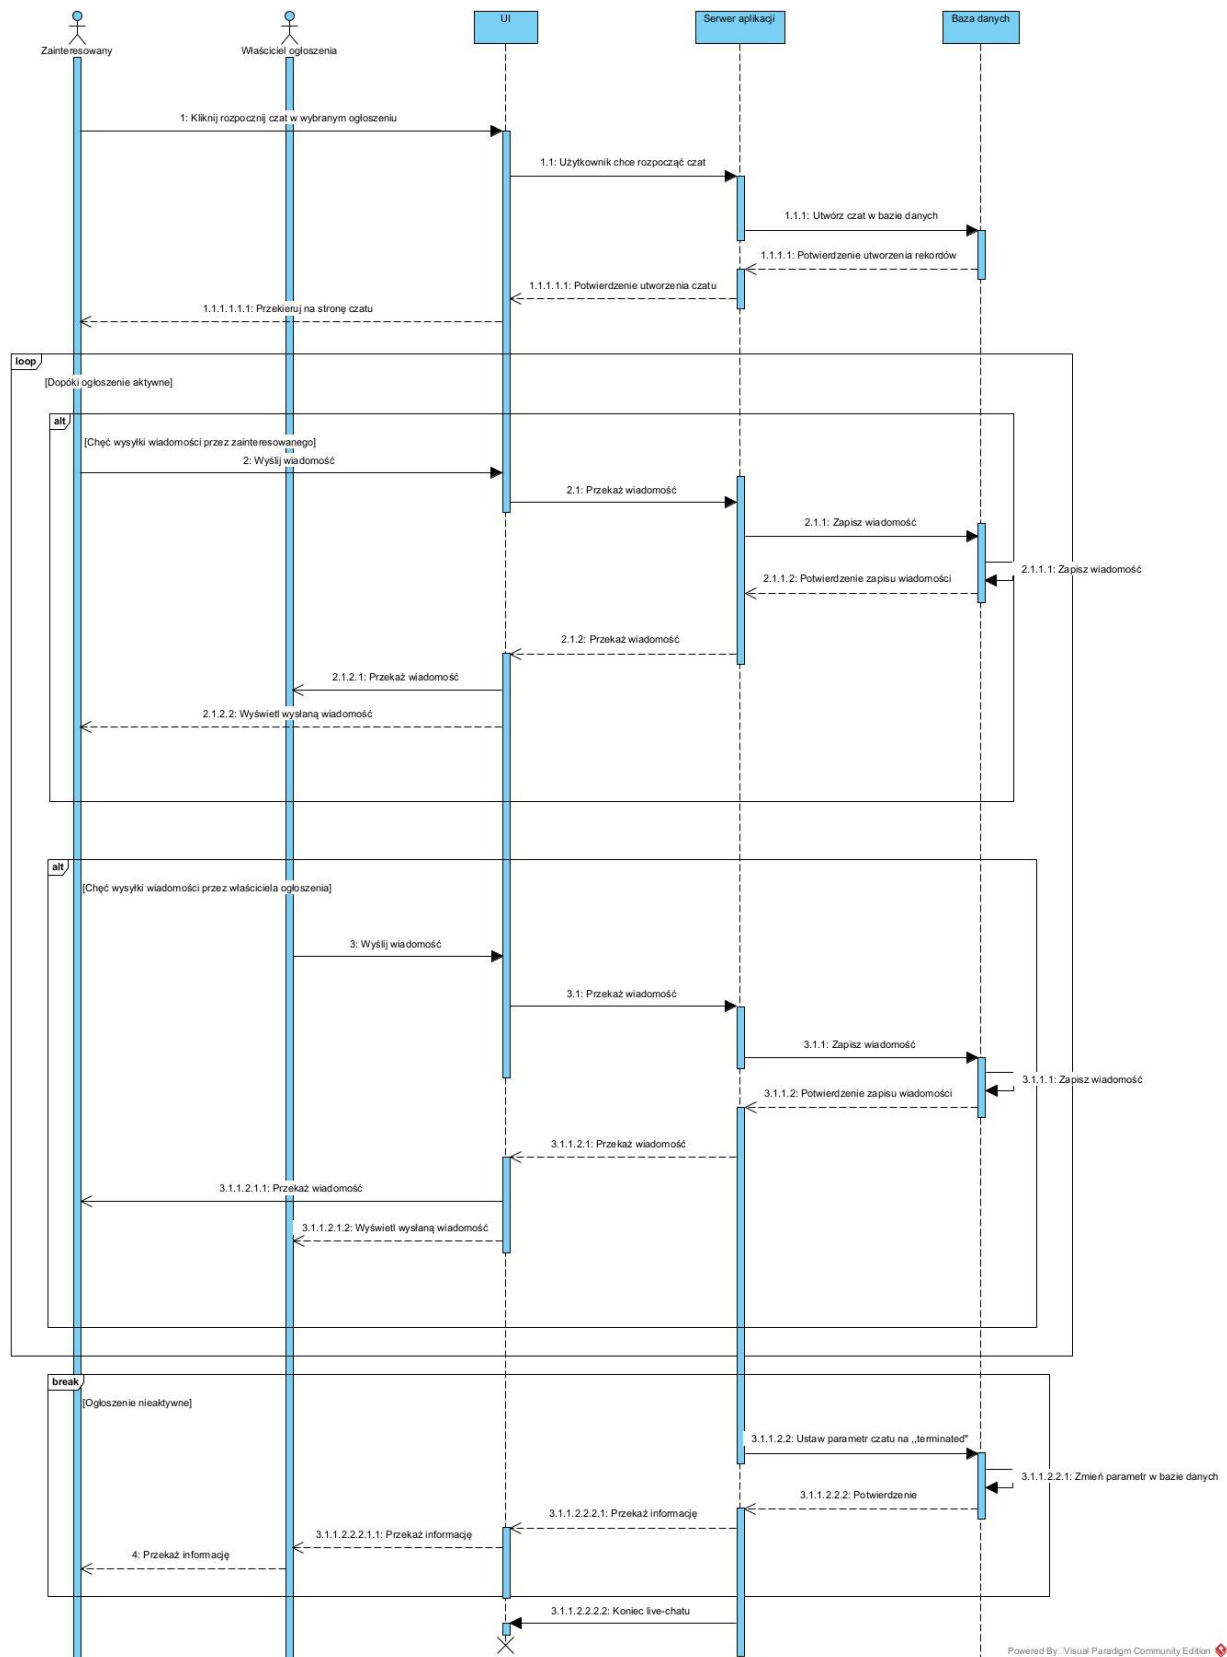 Zainteresowany
Właściciel ogłoszenia
UI
Serwer aplikacji
Baza danych
1: Kliknij rozpocznij czat w wybranym ogłoszeniu
1.1: Użytkownik chce rozpocząć czat
1.1.1: Utwórz czat w bazie danych
1.1.1.1: Potwierdzenie utworzenia rekordów
1.1.1.1.1: Potwierdzenie utworzenia czatu
1.1.1.1.1.1: Przekieruj na stronę czatu
loop
[Dopóki ogłoszenie aktywne]
alt
[Chęć wysyłki wiadomości przez zainteresowanego]
2: Wyślij wiadomość
2.1: Przekaż wiadomość
2.1.1: Zapisz wiadomość
2.1.1.1: Zapisz wiadomość
2.1.1.2: Potwierdzenie zapisu wiadomości
2.1.2: Przekaż wiadomość
2.1.2.1: Przekaż wiadomość
2.1.2.2: Wyświetl wysłaną wiadomość
alt
[Chęć wysyłki wiadomości przez właściciela ogłoszenia]
3: Wyślij wiadomość
3.1: Przekaż wiadomość
3.1.1: Zapisz wiadomość
3.1.1.1: Zapisz wiadomość
3.1.1.2: Potwierdzenie zapisu wiadomości
3.1.1.2.1: Przekaż wiadomość
3.1.1.2.1.1: Przekaż wiadomość
3.1.1.2.1.2: Wyświetl wysłaną wiadomość
break
[Ogłoszenie nieaktywne]
3.1.1.2.2: Ustaw parametr czatu na ,,terminated"
3.1.1.2.2.1: Zmień parametr w bazie danych
3.1.1.2.2.2: Potwierdzenie
3.1.1.2.2.2.1: Przekaż informację
3.1.1.2.2.2.1.1: Przekaż informację
4: Przekaż informację
3.1.1.2.2.2.2: Koniec live-chatu
Powered By Visual Paradigm Community Edition